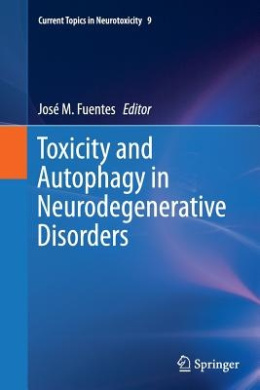 Current Topics in Neurotoxicity 9
José M. Fuentes Editor
Toxicity and
Autophagy in
Neurodegenerative
Disorders
Springer